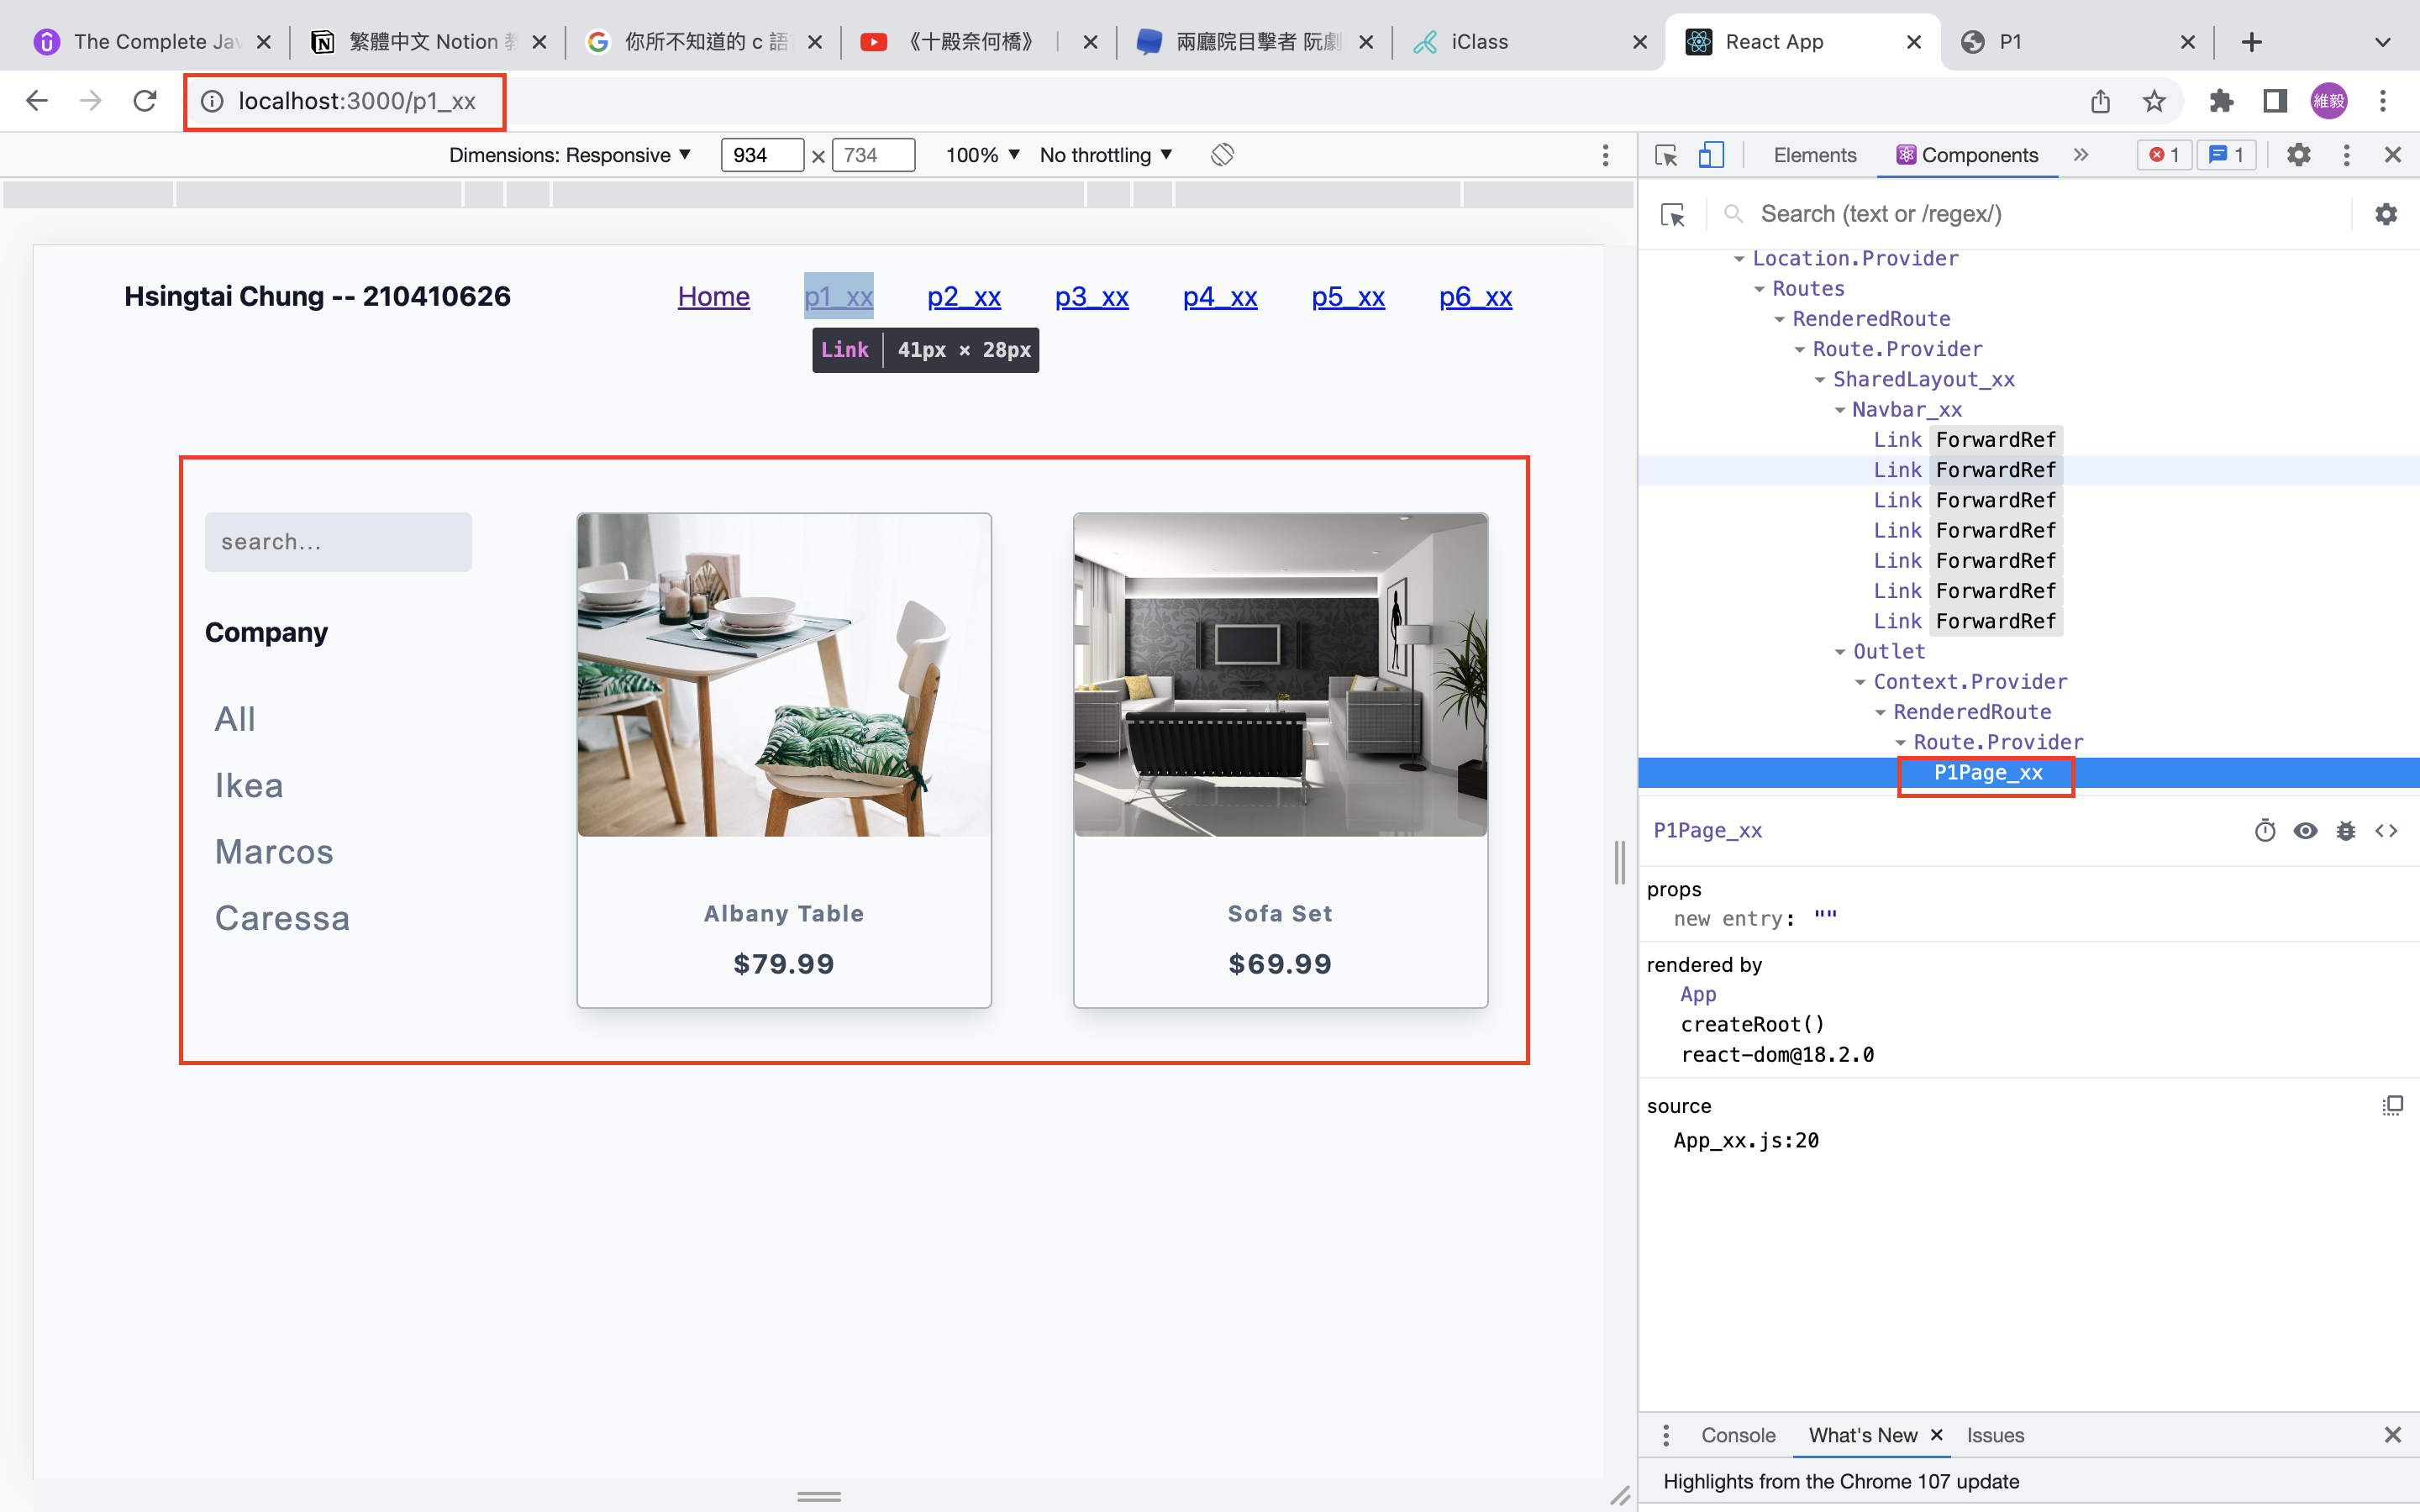 The Complete Jav
繁體中文 Notion 教
你所不知道的 c 語
《十殿奈何橋》
兩廳院目擊者 阮劇
iClass
React App
P1
localhost:3000/p1_xx
維毅
Dimensions: Responsive
934 × 734
100%
No throttling
Elements
Components
1
1
Search (text or /regex/)
Hsingtai Chung -- 210410626
Home
p1_xx
p2_xx
p3_xx
p4_xx
p5_xx
p6_xx
Link 41px × 28px
search...
Company
All
Ikea
Marcos
Caressa
Albany Table
$79.99
Sofa Set
$69.99
Location.Provider
Routes
RenderedRoute
Route.Provider
SharedLayout_xx
Navbar_xx
Link ForwardRef
Link ForwardRef
Link ForwardRef
Link ForwardRef
Link ForwardRef
Link ForwardRef
Link ForwardRef
Outlet
Context.Provider
RenderedRoute
Route.Provider
P1Page_xx
P1Page_xx
props
new entry: ""
rendered by
App
createRoot()
react-dom@18.2.0
source
App_xx.js:20
Console
What's New
Issues
Highlights from the Chrome 107 update